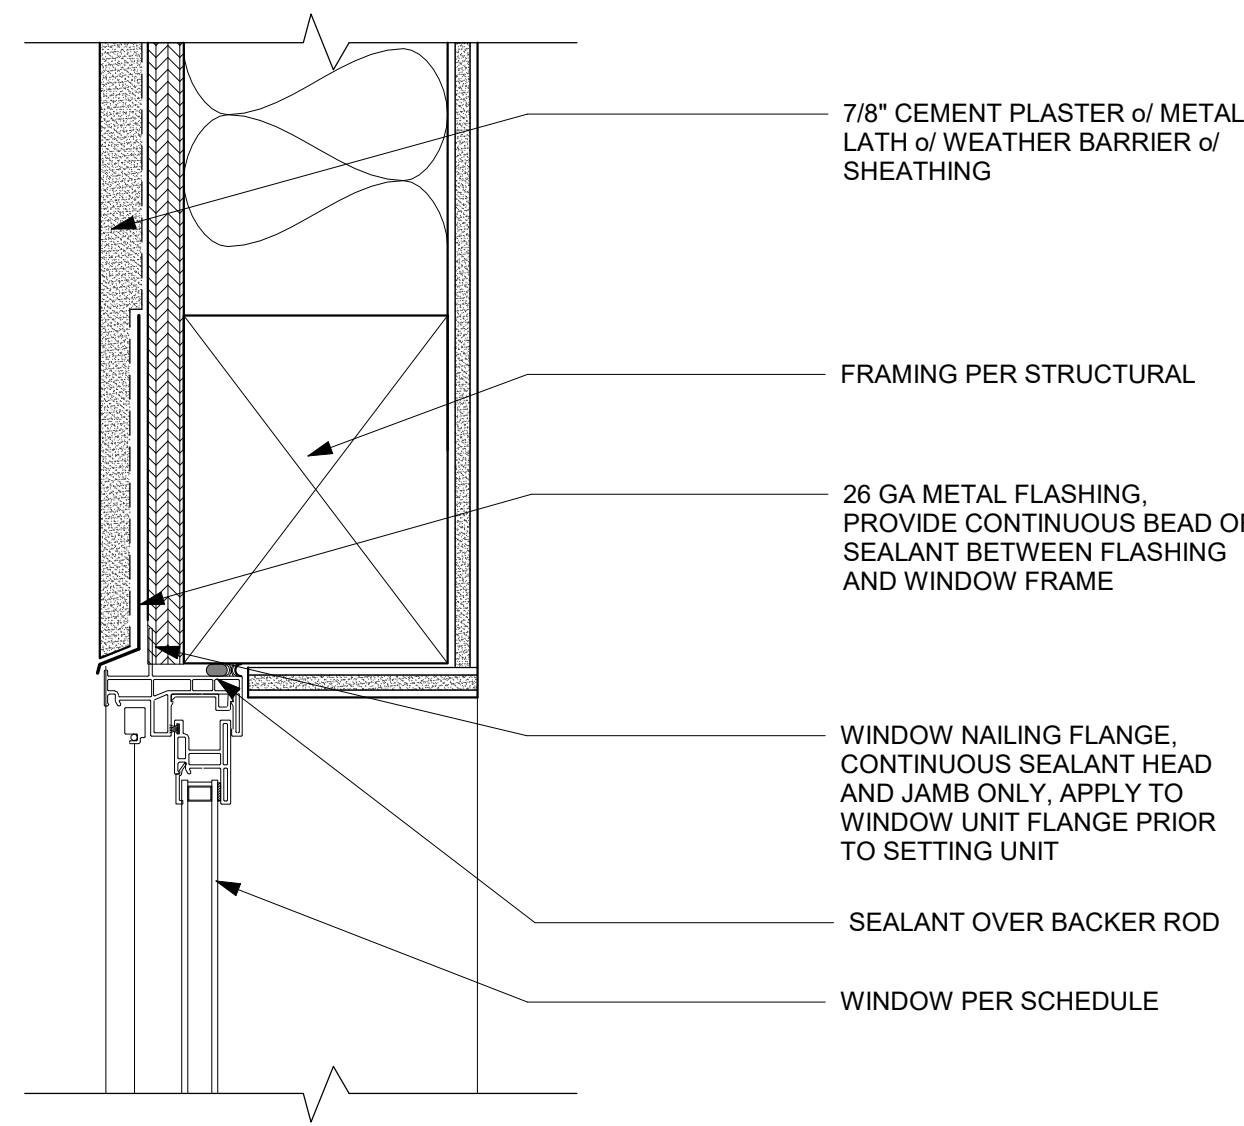 7/8" CEMENT PLASTER o/ METAL
LATH o/ WEATHER BARRIER o/
SHEATHING
FRAMING PER STRUCTURAL
26 GA METAL FLASHING,
PROVIDE CONTINUOUS BEAD OF
SEALANT BETWEEN FLASHING
AND WINDOW FRAME
WINDOW NAILING FLANGE,
CONTINUOUS SEALANT HEAD
AND JAMB ONLY, APPLY TO
WINDOW UNIT FLANGE PRIOR
TO SETTING UNIT
SEALANT OVER BACKER ROD
WINDOW PER SCHEDULE